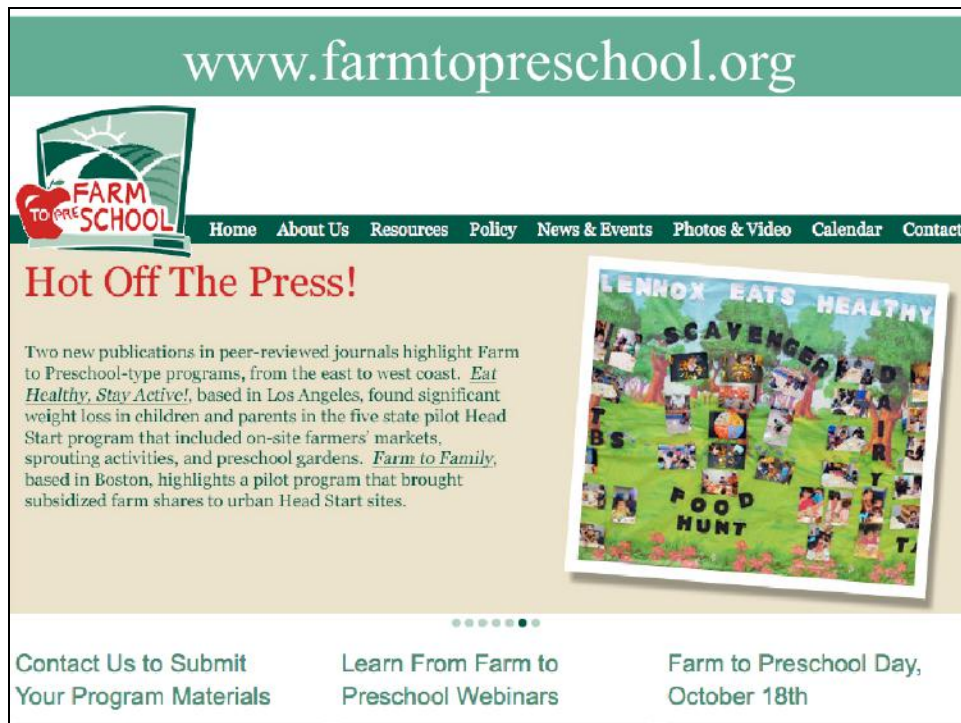 www.farmtopreschool.org
FARM
TO PRE SCHOOL
Home About Us Resources Policy News & Events Photos & Video Calendar Contact
Hot Off The Press!
Two new publications in peer-reviewed journals highlight Farm
to Preschool-type programs, from the east to west coast. Eat
Healthy, Stay Active!, based in Los Angeles, found significant
weight loss in children and parents in the five state pilot Head
Start program that included on-site farmers' markets,
sprouting activities, and preschool gardens. Farm to Family,
based in Boston, highlights a pilot program that brought
subsidized farm shares to urban Head Start sites.
LENNOX EATS HEALTHY
SCAVENGER
FOOD
HUNT
DAIRY
Contact Us to Submit
Your Program Materials
Learn From Farm to
Preschool Webinars
Farm to Preschool Day,
October 18th